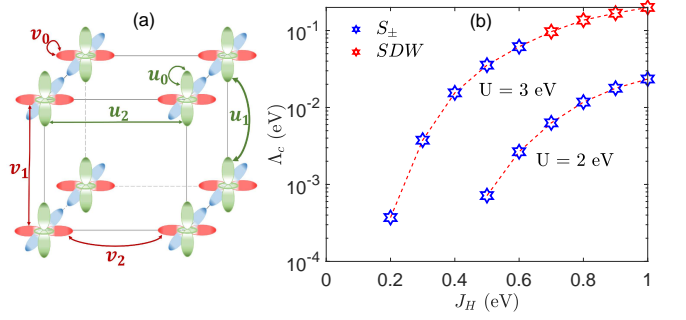 (a)
v₀
u₀
u₂
u₁
v₁
v₂
(b)
S±
SDW
U = 3 eV
U = 2 eV
Λc (eV)
10⁻¹
10⁻²
10⁻³
10⁻⁴
0 0.2 0.4 0.6 0.8 1
J_H (eV)